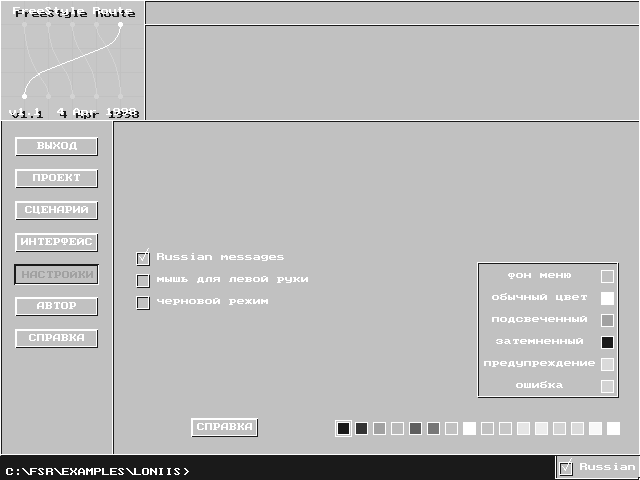 FreeStyle Route
v1.1 4 Apr 1998
ВЫХОД
ПРОЕКТ
СЦЕНАРИЙ
ИНТЕРФЕЙС
НАСТРОЙКИ
АВТОР
СПРАВКА
Russian messages
мышь для левой руки
черновой режим
фон меню
обычный цвет
подсвеченный
затемненный
предупреждение
ошибка
СПРАВКА
C:\FSR\EXAMPLES\LONIIS>
Russian